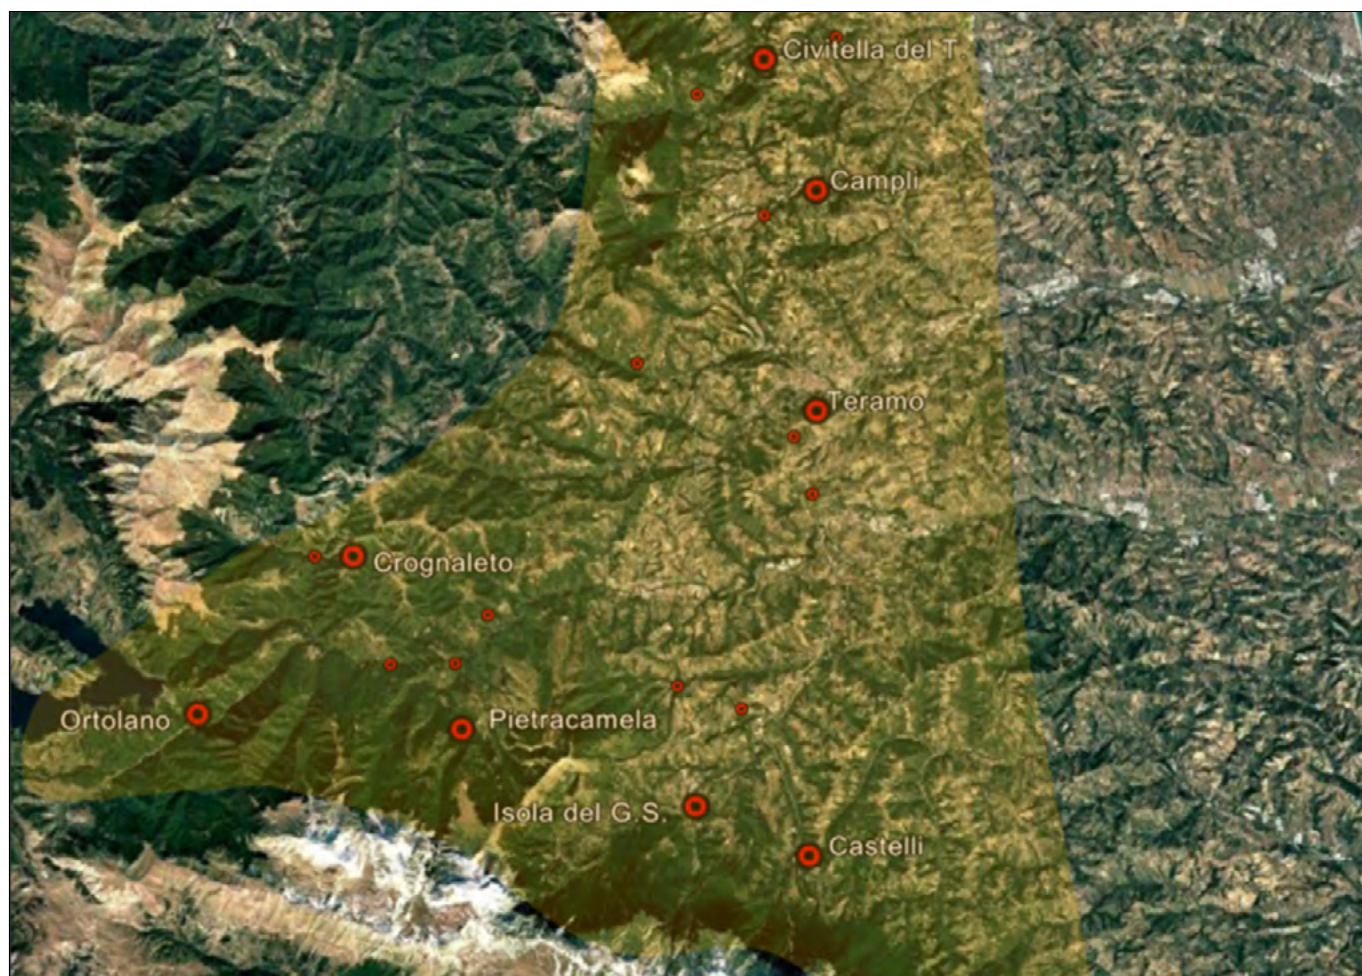 Civitella del T
Campli
Teramo
Crognaleto
Ortolano
Pietracamela
Isola del G.S.
Castelli